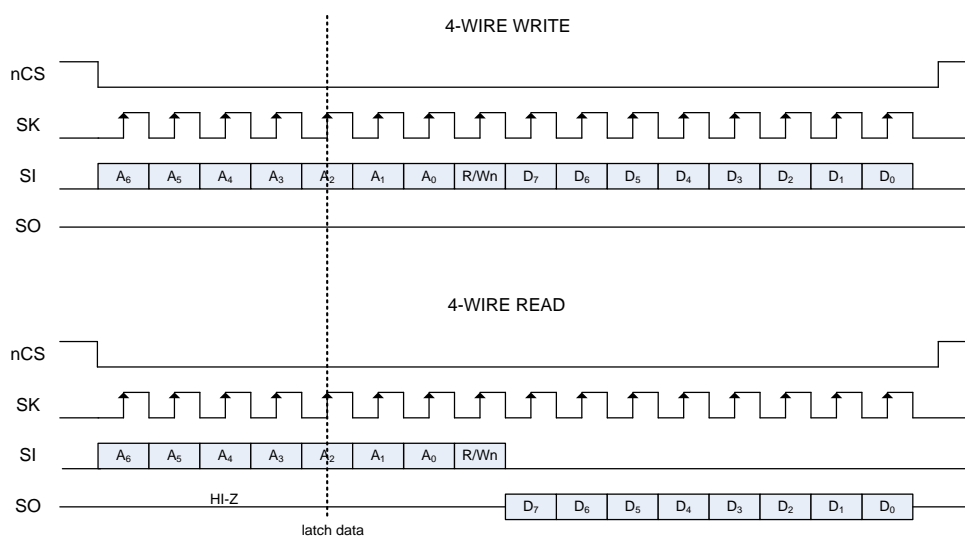 4-WIRE WRITE
nCS
SK
SI A₆ A₅ A₄ A₃ A₂ A₁ A₀ R/Wn D₇ D₆ D₅ D₄ D₃ D₂ D₁ D₀
SO
4-WIRE READ
nCS
SK
SI A₆ A₅ A₄ A₃ A₂ A₁ A₀ R/Wn
SO HI-Z D₇ D₆ D₅ D₄ D₃ D₂ D₁ D₀
latch data